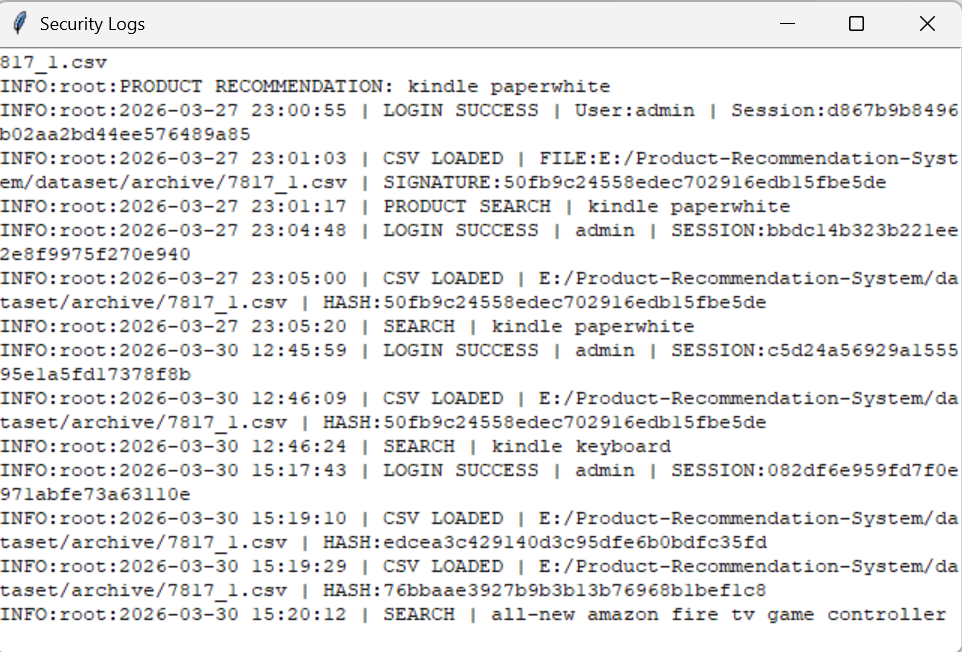 Security Logs
817_1.csv
INFO:root:PRODUCT RECOMMENDATION: kindle paperwhite
INFO:root:2026-03-27 23:00:55 | LOGIN SUCCESS | User:admin | Session:d867b9b8496
b02aa2bd44ee576489a85
INFO:root:2026-03-27 23:01:03 | CSV LOADED | FILE:E:/Product-Recommendation-Syst
em/dataset/archive/7817_1.csv | SIGNATURE:50fb9c24558edec702916edb15fbe5de
INFO:root:2026-03-27 23:01:17 | PRODUCT SEARCH | kindle paperwhite
INFO:root:2026-03-27 23:04:48 | LOGIN SUCCESS | admin | SESSION:bbdc14b323b221ee
2e8f9975f270e940
INFO:root:2026-03-27 23:05:00 | CSV LOADED | E:/Product-Recommendation-System/da
taset/archive/7817_1.csv | HASH:50fb9c24558edec702916edb15fbe5de
INFO:root:2026-03-27 23:05:20 | SEARCH | kindle paperwhite
INFO:root:2026-03-30 12:45:59 | LOGIN SUCCESS | admin | SESSION:c5d24a56929a1555
95e1a5fd17378f8b
INFO:root:2026-03-30 12:46:09 | CSV LOADED | E:/Product-Recommendation-System/da
taset/archive/7817_1.csv | HASH:50fb9c24558edec702916edb15fbe5de
INFO:root:2026-03-30 12:46:24 | SEARCH | kindle keyboard
INFO:root:2026-03-30 15:17:43 | LOGIN SUCCESS | admin | SESSION:082df6e959fd7f0e
971abfe73a63110e
INFO:root:2026-03-30 15:19:10 | CSV LOADED | E:/Product-Recommendation-System/da
taset/archive/7817_1.csv | HASH:edcea3c429140d3c95dfe6b0bdfc35fd
INFO:root:2026-03-30 15:19:29 | CSV LOADED | E:/Product-Recommendation-System/da
taset/archive/7817_1.csv | HASH:76bbaae3927b9b3b13b76968b1bef1c8
INFO:root:2026-03-30 15:20:12 | SEARCH | all-new amazon fire tv game controller